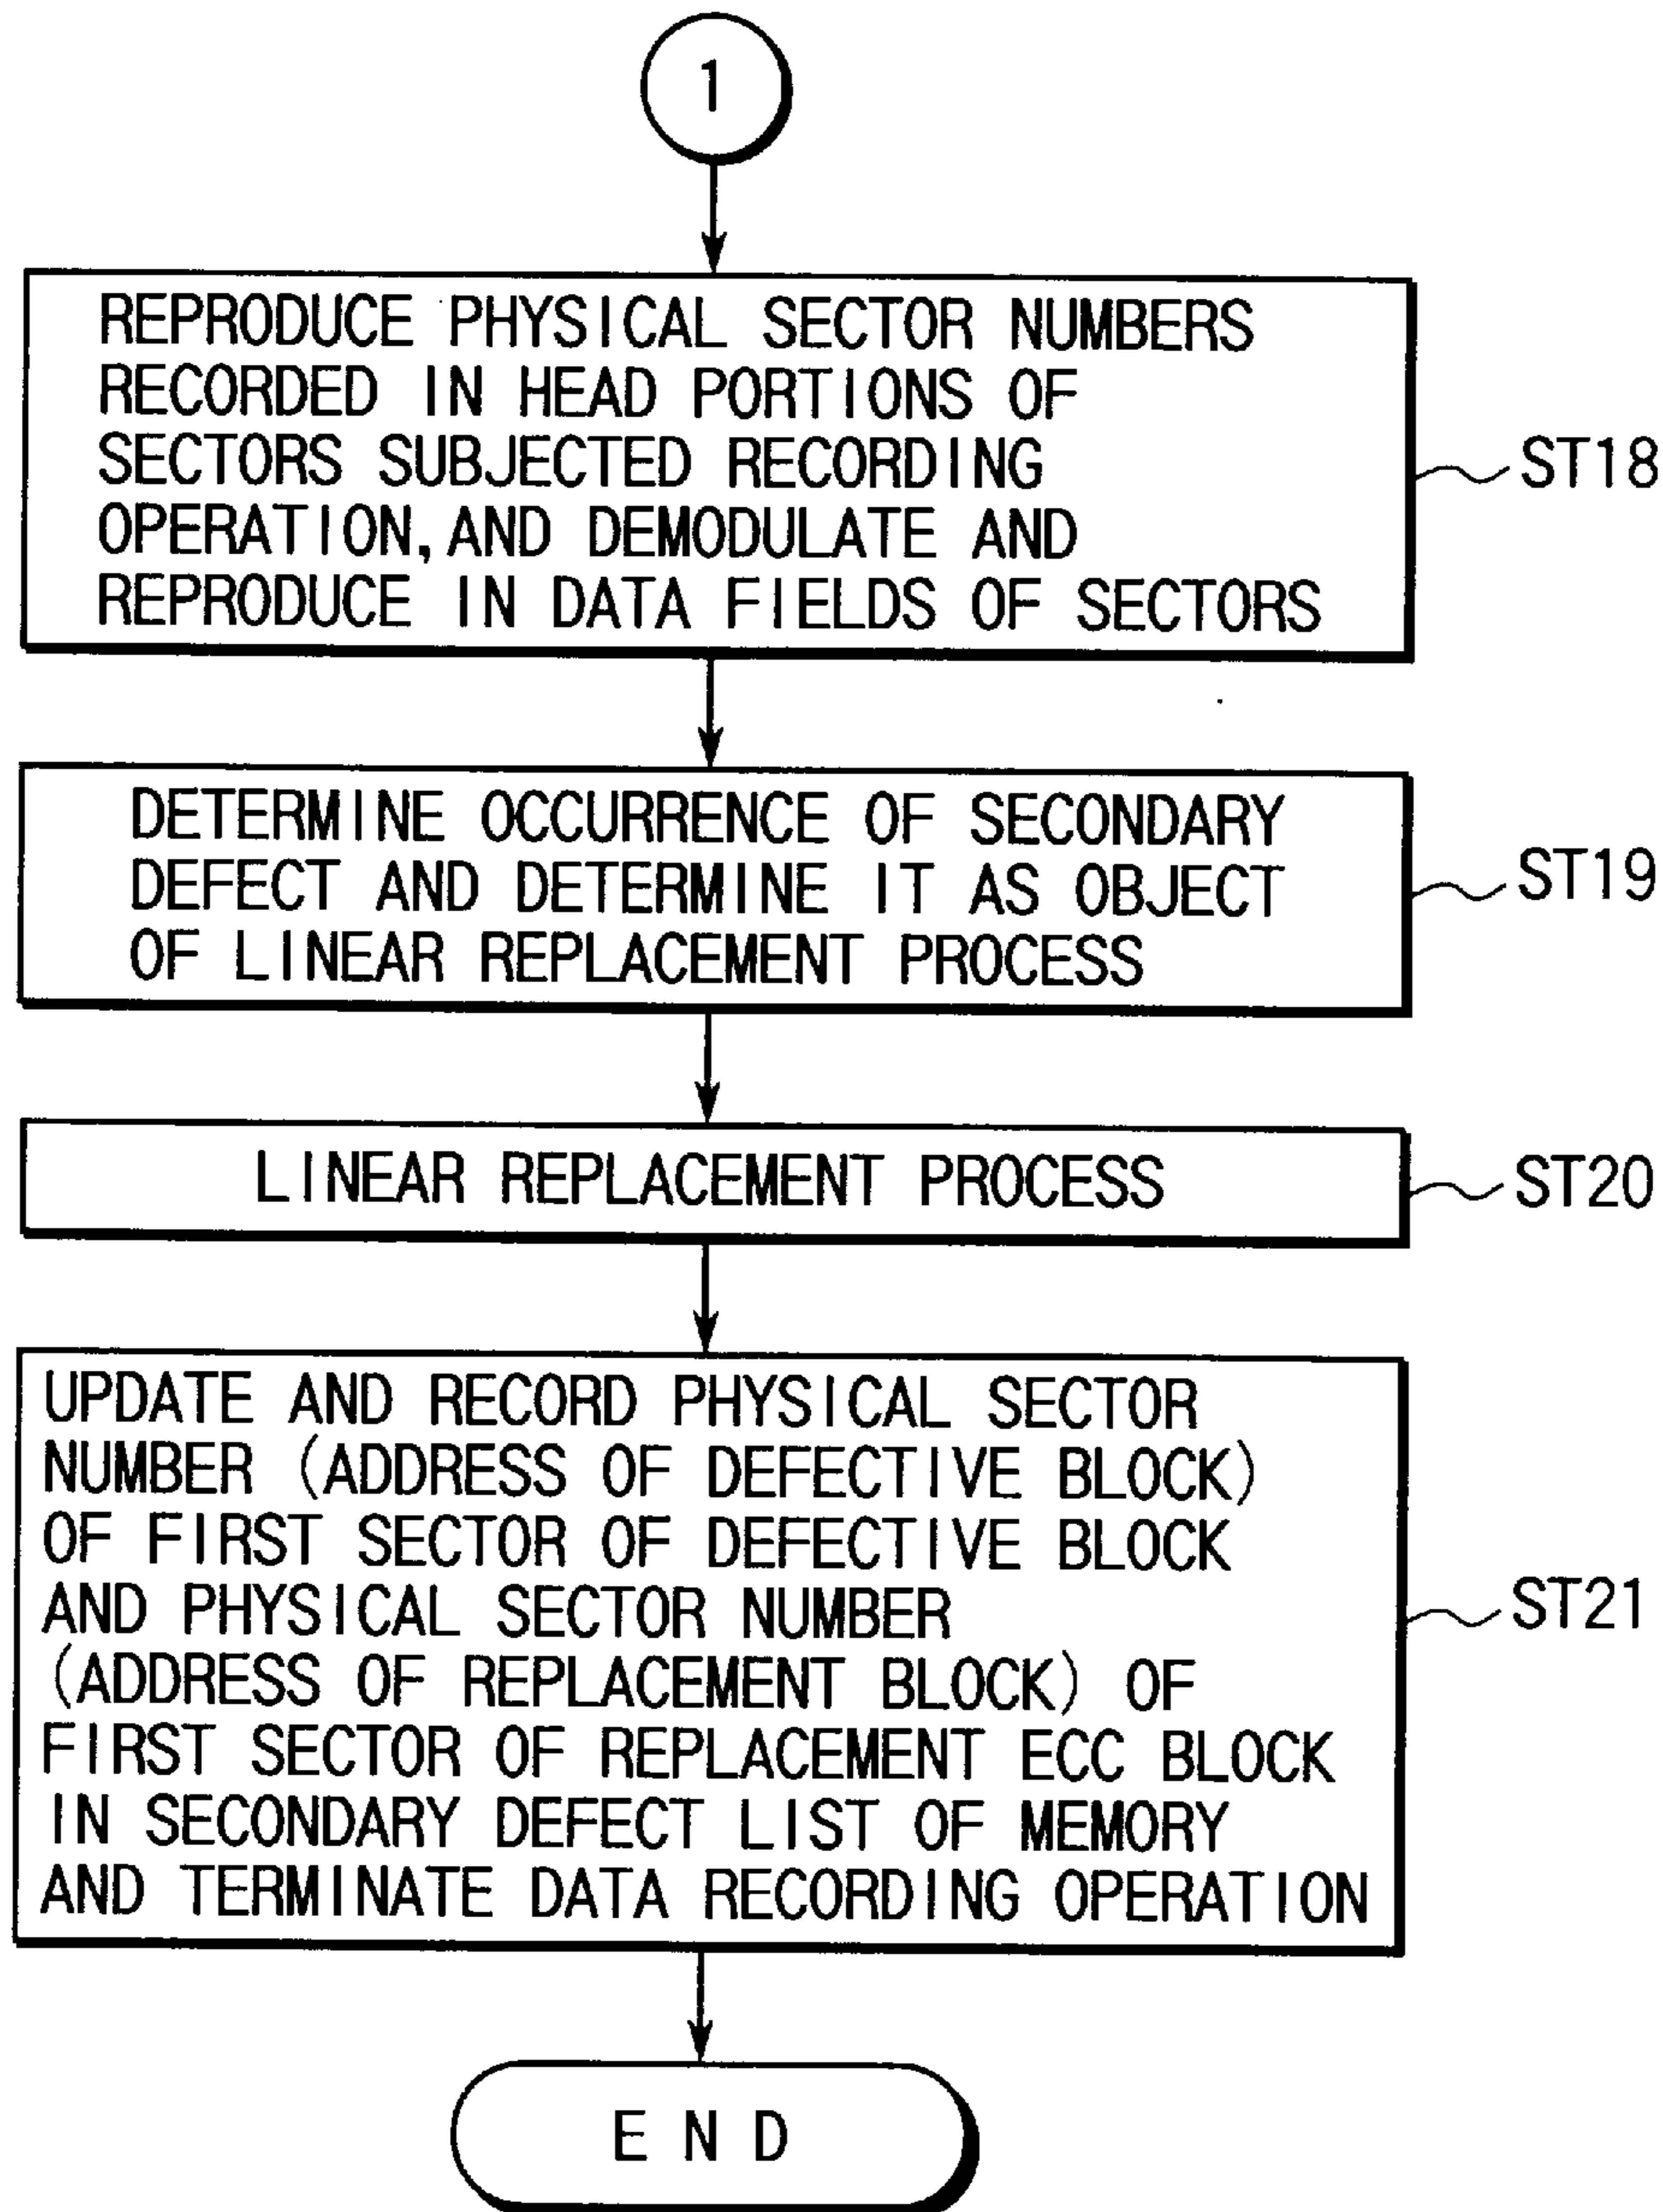 1
REPRODUCE PHYSICAL SECTOR NUMBERS
RECORDED IN HEAD PORTIONS OF
SECTORS SUBJECTED RECORDING
OPERATION, AND DEMODULATE AND
REPRODUCE IN DATA FIELDS OF SECTORS
ST18
DETERMINE OCCURRENCE OF SECONDARY
DEFECT AND DETERMINE IT AS OBJECT
OF LINEAR REPLACEMENT PROCESS
ST19
LINEAR REPLACEMENT PROCESS
ST20
UPDATE AND RECORD PHYSICAL SECTOR
NUMBER (ADDRESS OF DEFECTIVE BLOCK)
OF FIRST SECTOR OF DEFECTIVE BLOCK
AND PHYSICAL SECTOR NUMBER
(ADDRESS OF REPLACEMENT BLOCK) OF
FIRST SECTOR OF REPLACEMENT ECC BLOCK
IN SECONDARY DEFECT LIST OF MEMORY
AND TERMINATE DATA RECORDING OPERATION
ST21
END